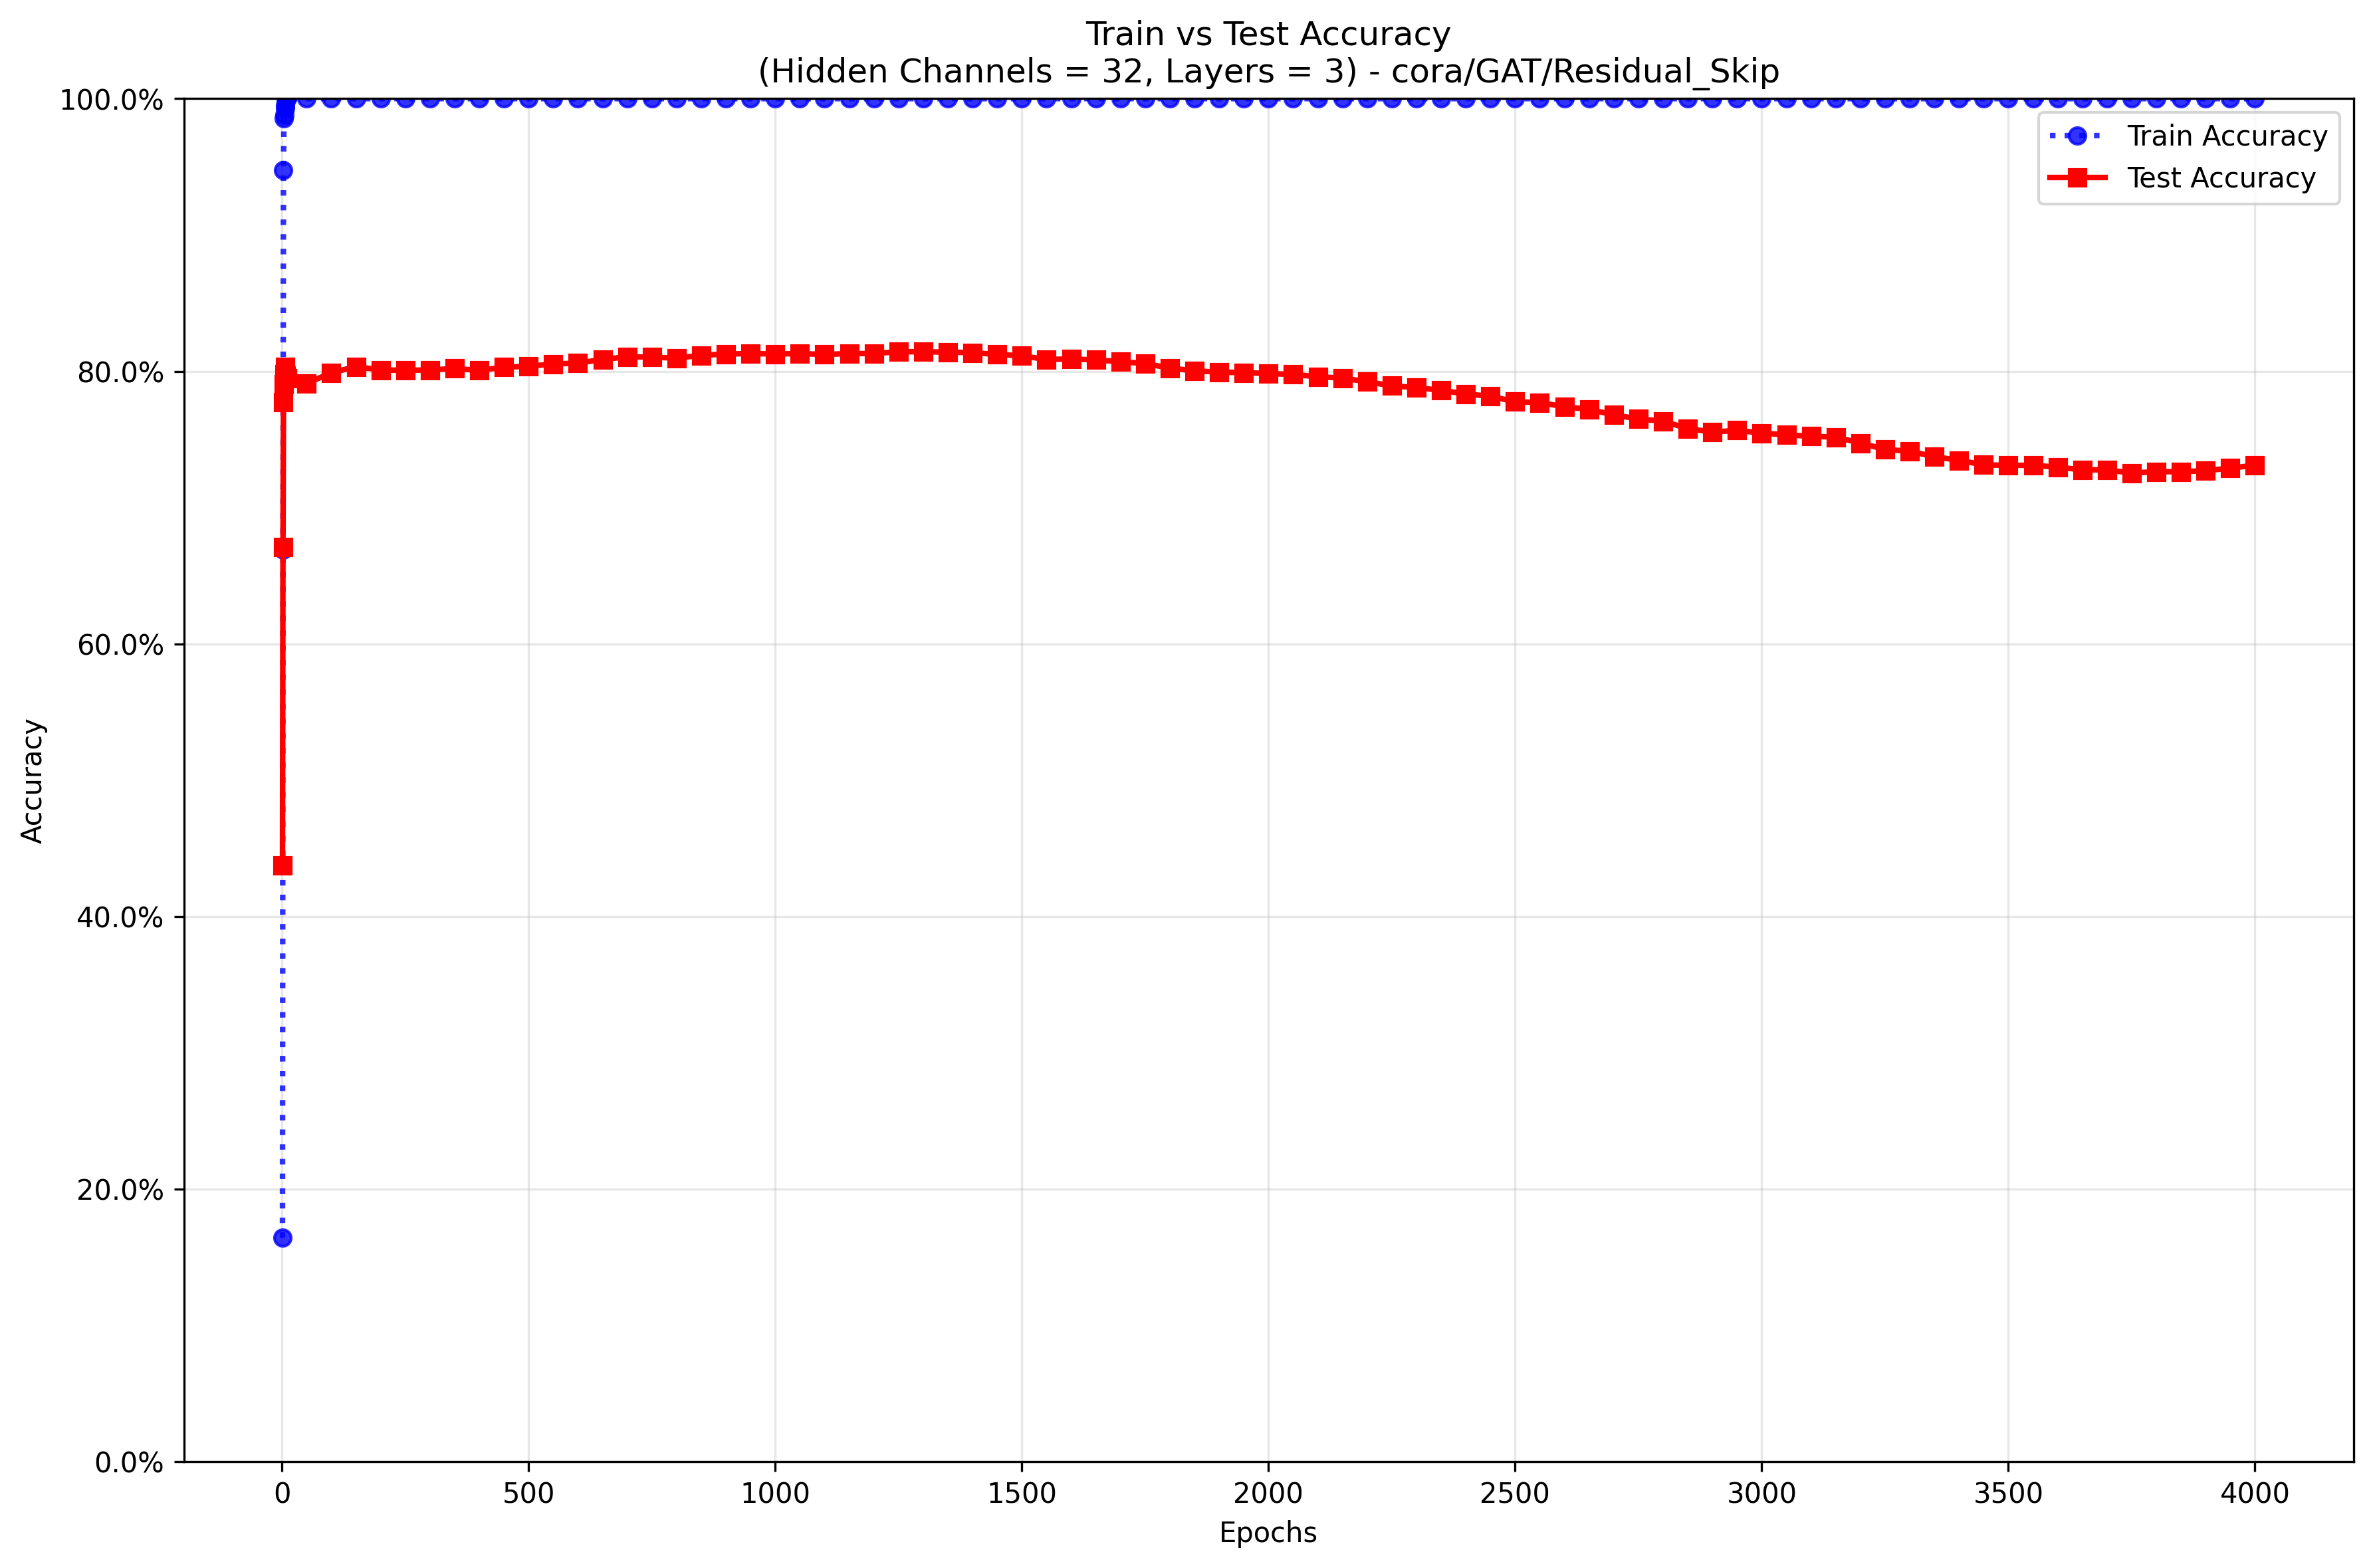 Train vs Test Accuracy
(Hidden Channels = 32, Layers = 3) - cora/GAT/Residual_Skip
100.0%
80.0%
60.0%
40.0%
20.0%
0.0%
Accuracy
Train Accuracy
Test Accuracy
0 500 1000 1500 2000 2500 3000 3500 4000
Epochs